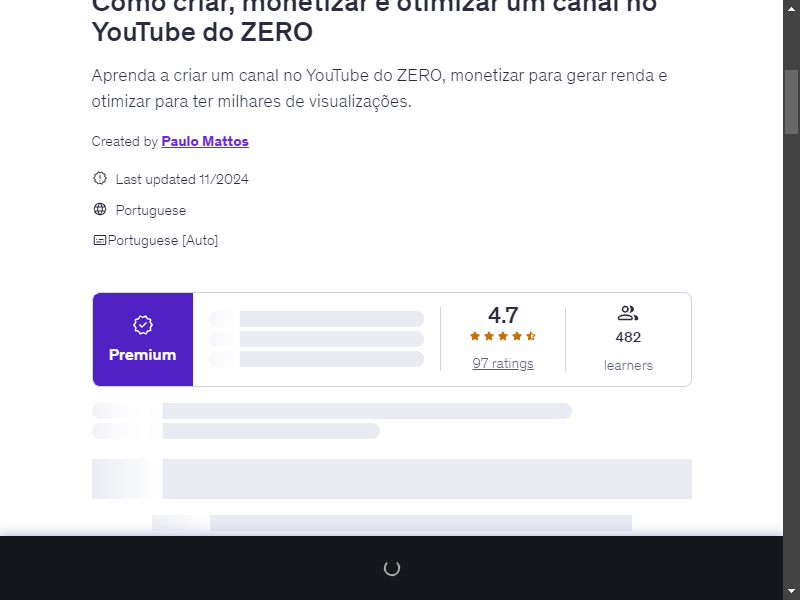 Como criar, monetizar e otimizar um canal no
YouTube do ZERO
Aprenda a criar um canal no YouTube do ZERO, monetizar para gerar renda e
otimizar para ter milhares de visualizações.
Created by Paulo Mattos
Last updated 11/2024
Portuguese
Portuguese [Auto]
Premium
4.7
97 ratings
482
learners